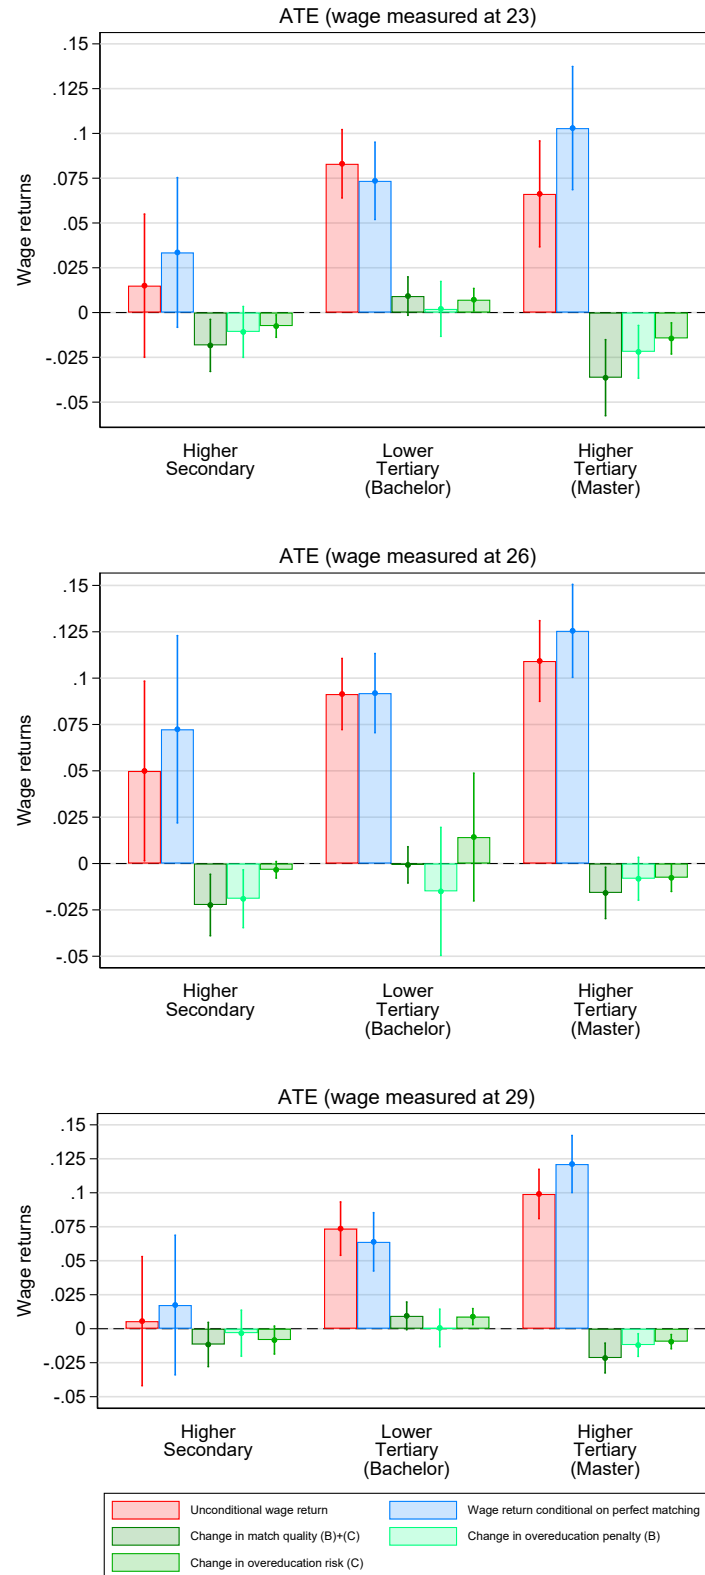 ATE (wage measured at 23)
.15
.125
.1
.075
.05
.025
0
-.025
-.05
Wage returns
Higher
Secondary
Lower
Tertiary
(Bachelor)
Higher
Tertiary
(Master)
ATE (wage measured at 26)
.15
.125
.1
.075
.05
.025
0
-.025
-.05
Wage returns
Higher
Secondary
Lower
Tertiary
(Bachelor)
Higher
Tertiary
(Master)
ATE (wage measured at 29)
.15
.125
.1
.075
.05
.025
0
-.025
-.05
Wage returns
Higher
Secondary
Lower
Tertiary
(Bachelor)
Higher
Tertiary
(Master)
Unconditional wage return
Wage return conditional on perfect matching
Change in match quality (B)+(C)
Change in overeducation penalty (B)
Change in overeducation risk (C)